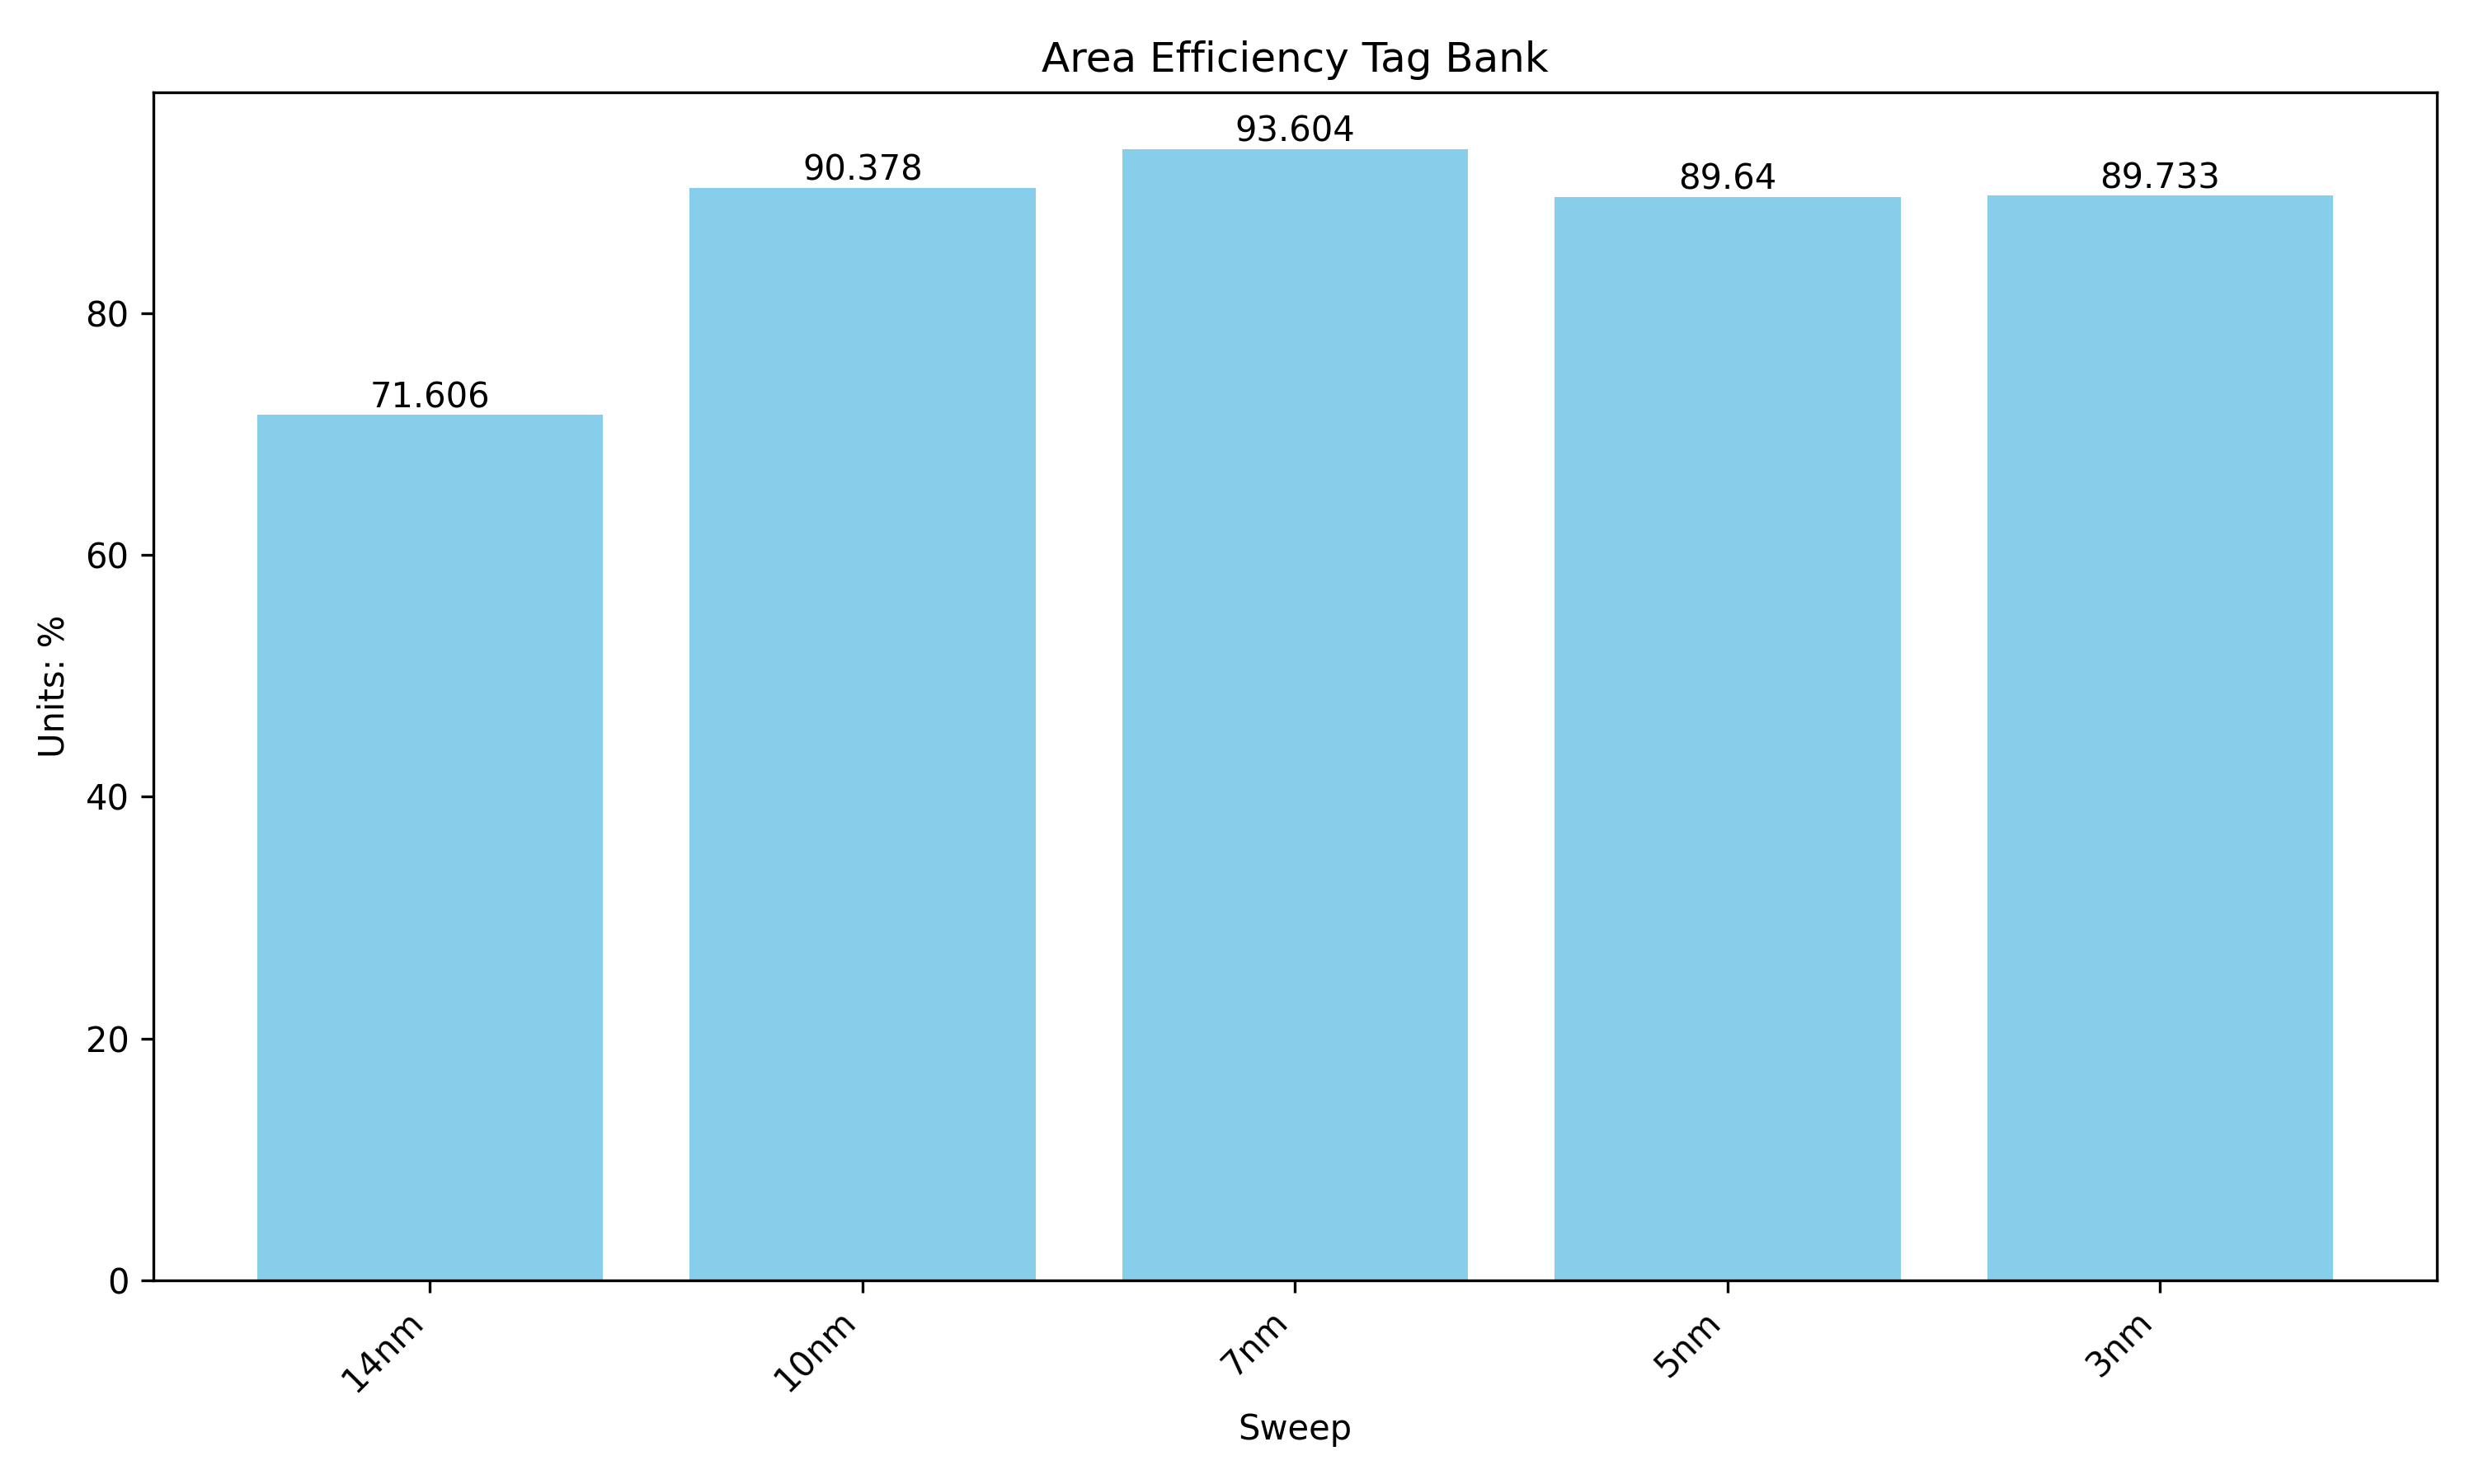 Area Efficiency Tag Bank
93.604
90.378
89.64
89.733
71.606
80
60
40
20
0
Units: %
14nm
10nm
7nm
5nm
3nm
Sweep